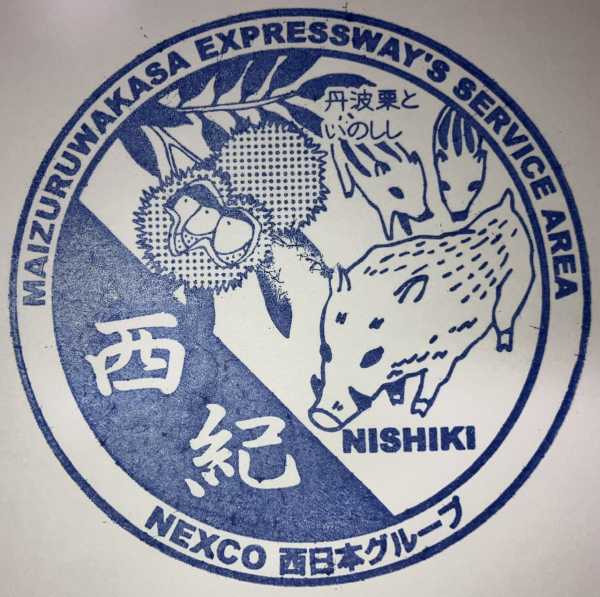 MAIZURUWAKASA EXPRESSWAY'S SERVICE AREA
丹波栗と
いのしし
西紀
NISHIKI
NEXCO 西日本グループ